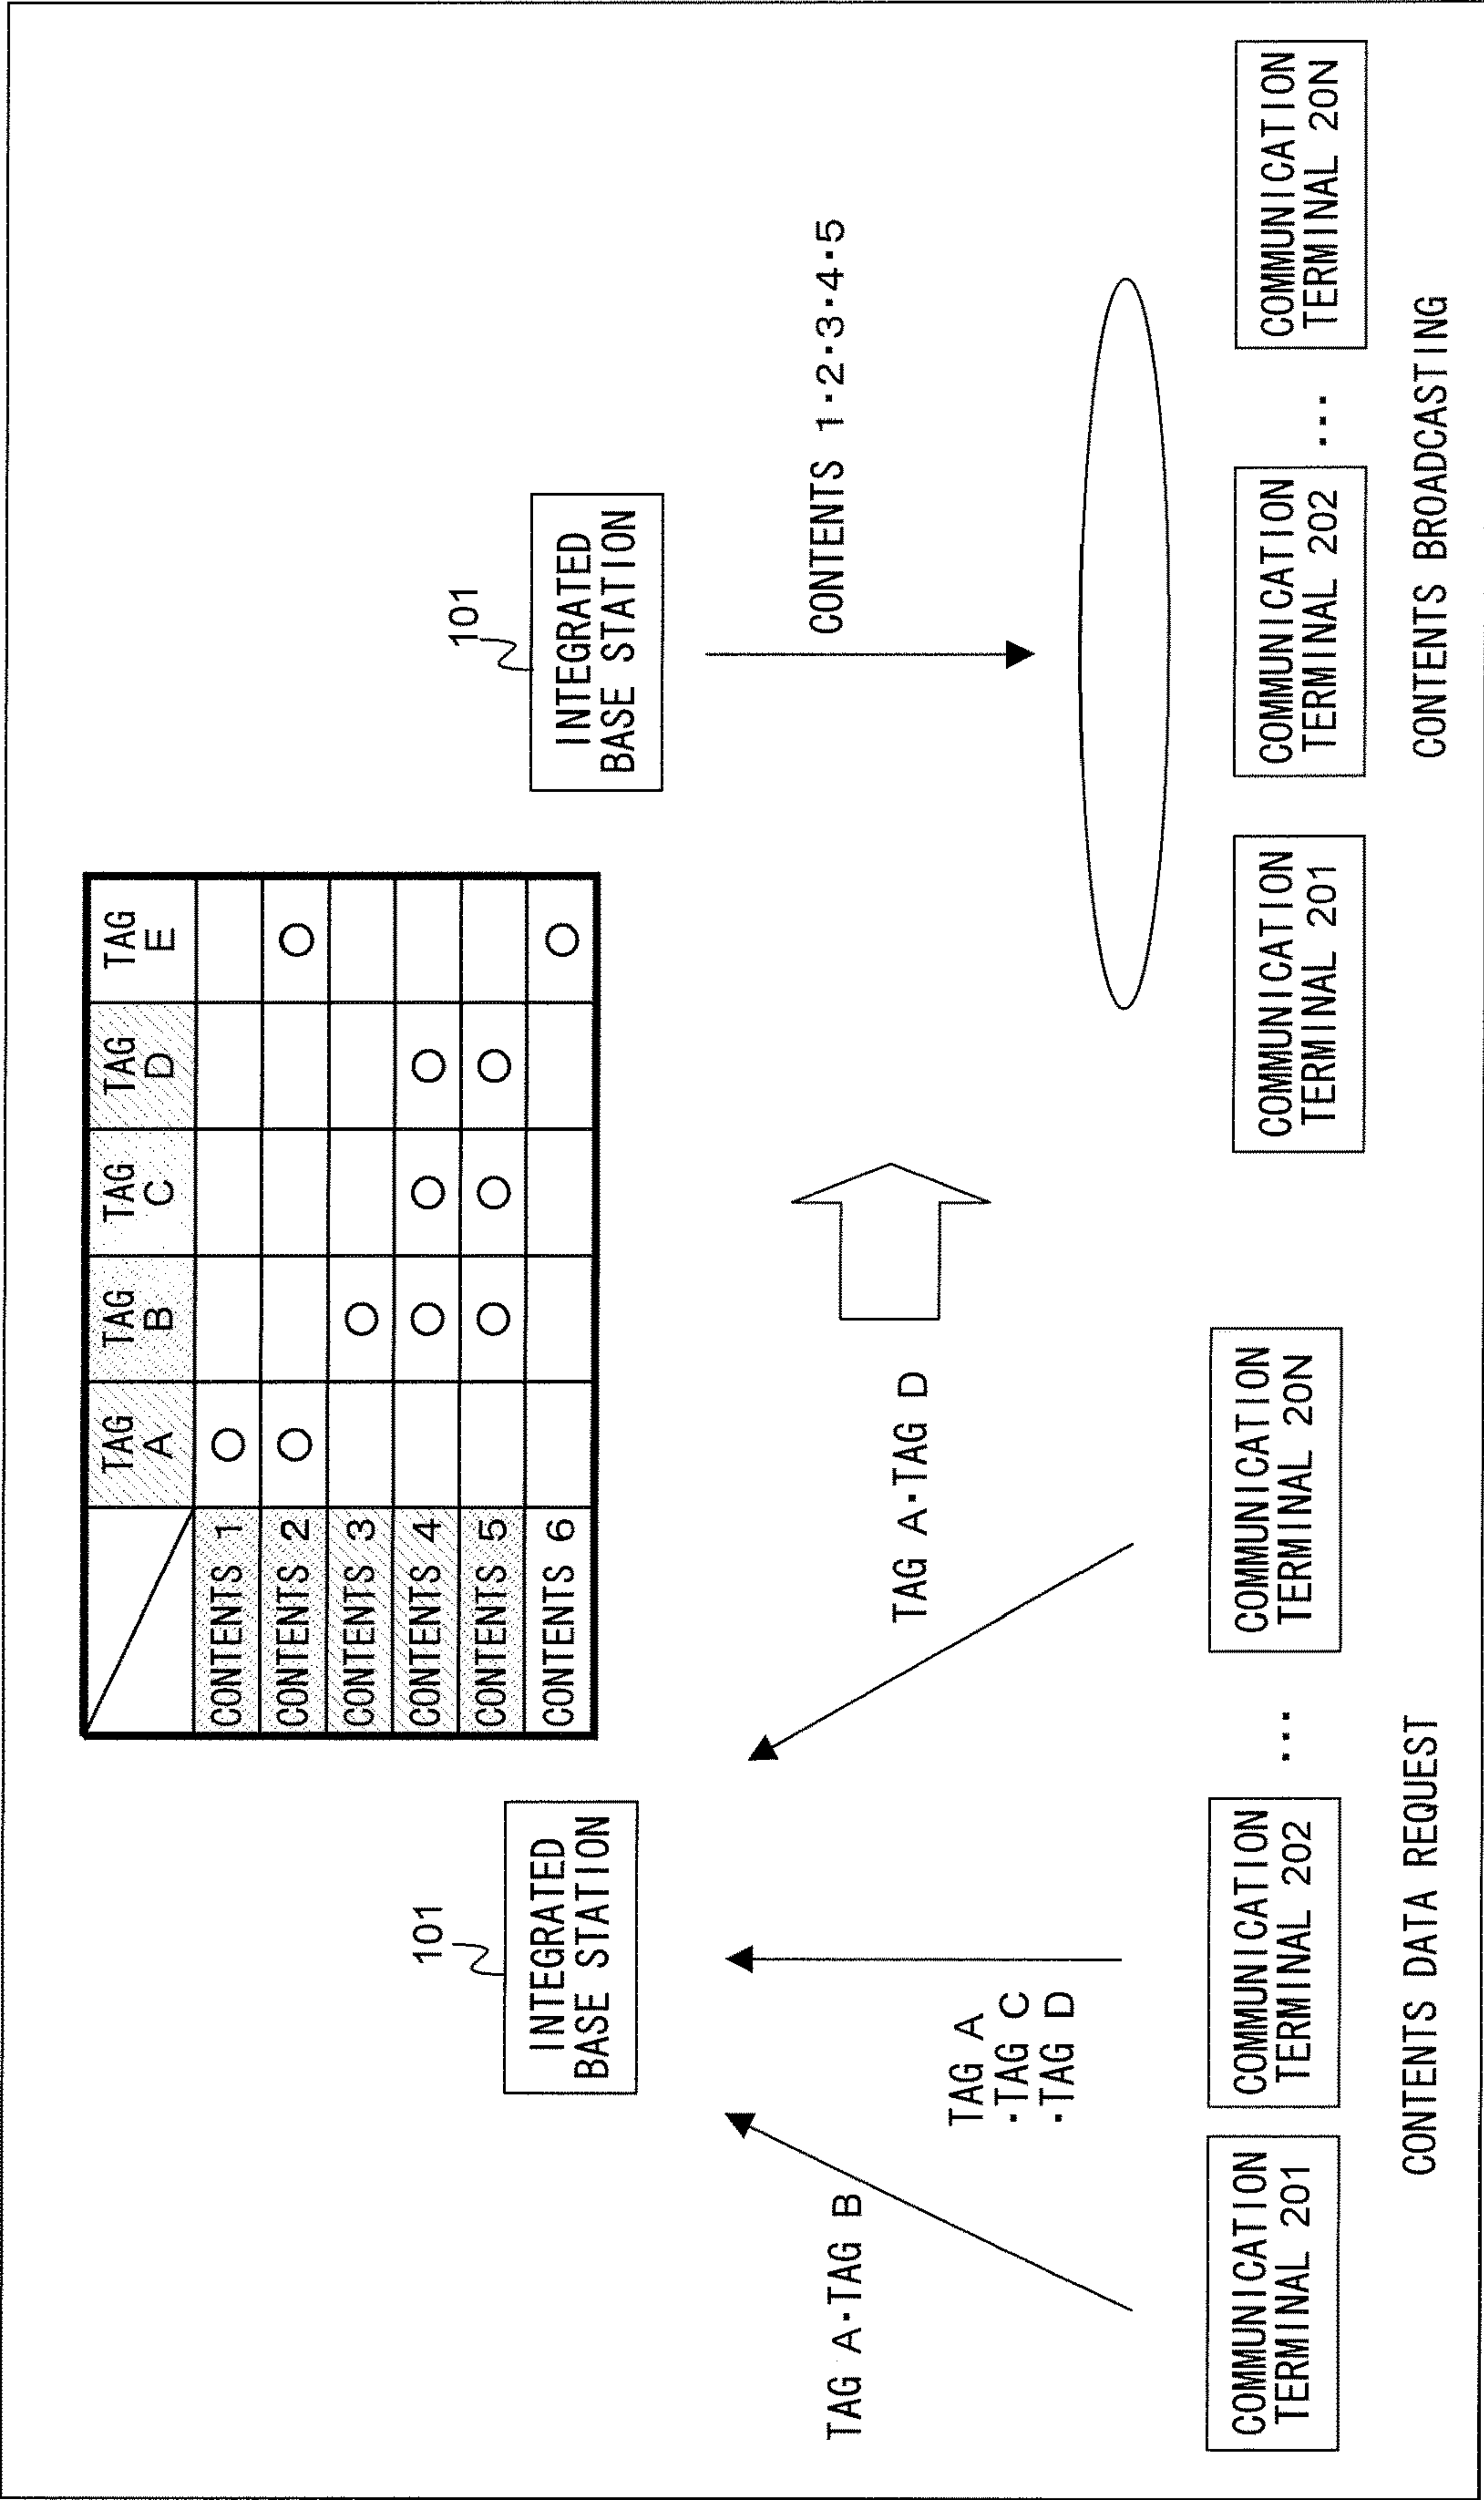 TAG A
TAG B
TAG C
TAG D
TAG E
CONTENTS 1
CONTENTS 2
CONTENTS 3
CONTENTS 4
CONTENTS 5
CONTENTS 6
101
INTEGRATED
BASE STATION
TAG A·TAG B
TAG A
·TAG C
·TAG D
TAG A·TAG D
COMMUNICATION
TERMINAL 201
COMMUNICATION
TERMINAL 202
...
COMMUNICATION
TERMINAL 20N
CONTENTS DATA REQUEST
101
INTEGRATED
BASE STATION
CONTENTS 1·2·3·4·5
COMMUNICATION
TERMINAL 201
COMMUNICATION
TERMINAL 202
...
COMMUNICATION
TERMINAL 20N
CONTENTS BROADCASTING